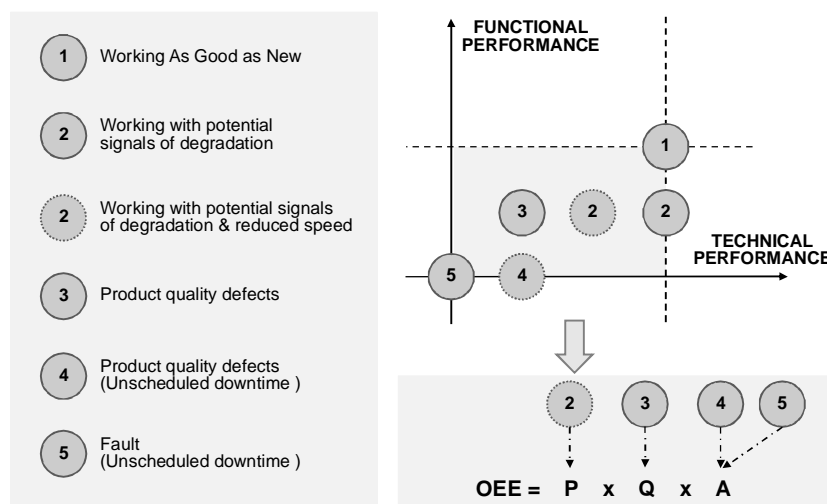 1 Working As Good as New
2 Working with potential
signals of degradation
2 Working with potential signals
of degradation & reduced speed
3 Product quality defects
4 Product quality defects
(Unscheduled downtime )
5 Fault
(Unscheduled downtime )
FUNCTIONAL
PERFORMANCE
1
3 2 2
TECHNICAL
PERFORMANCE
5 4
2 3 4 5
OEE = P x Q x A